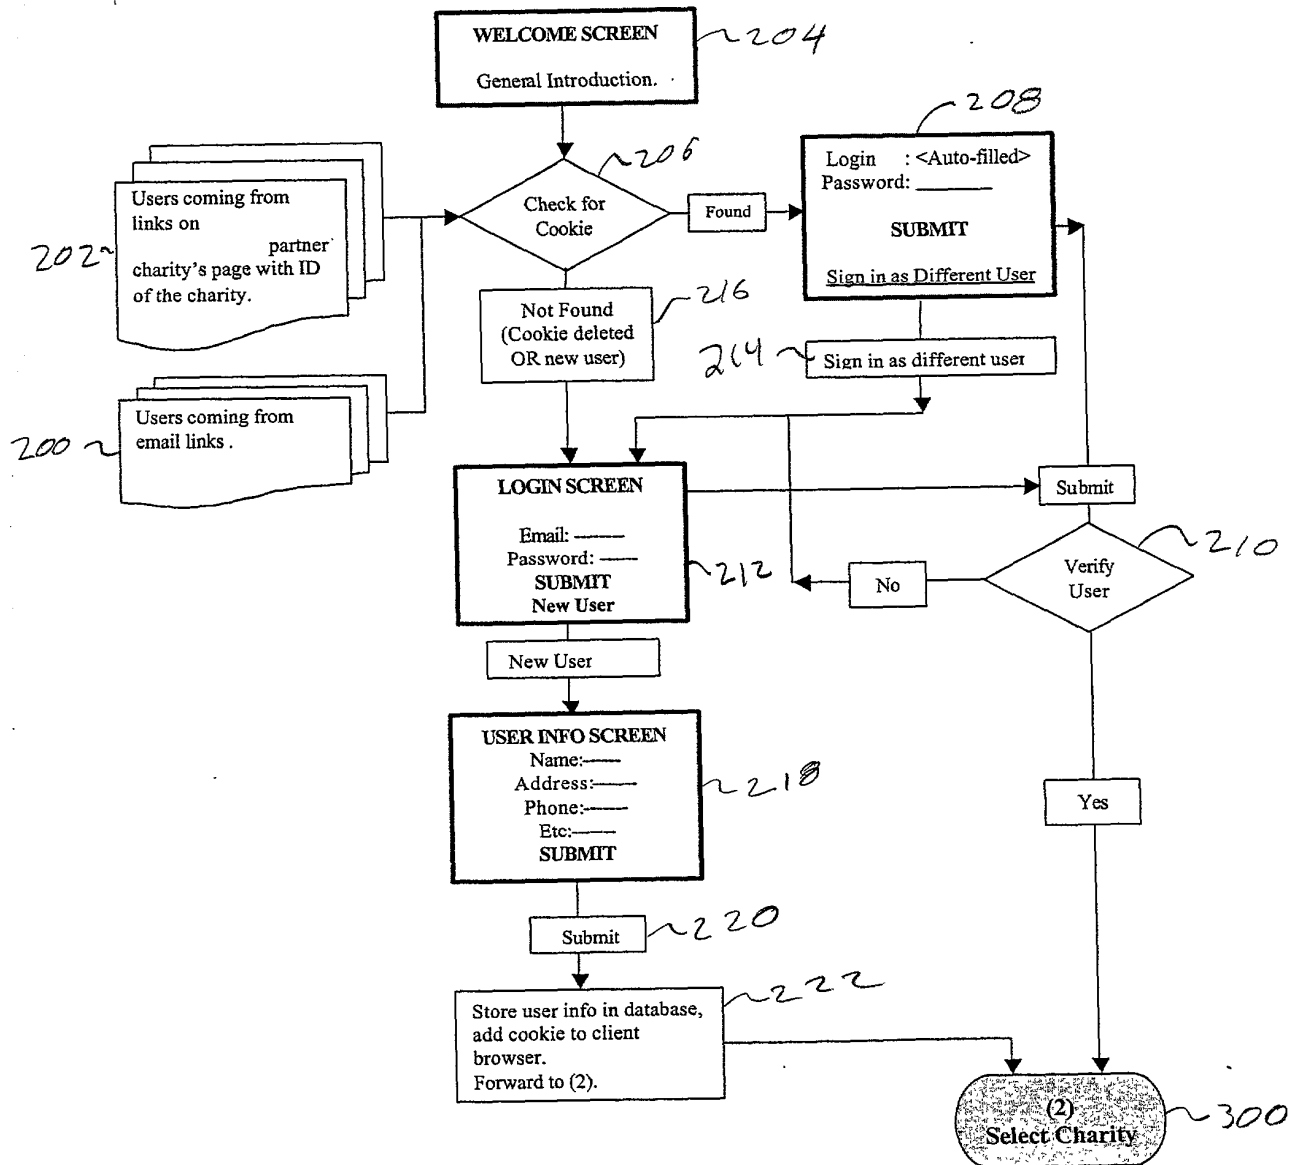 WELCOME SCREEN
General Introduction.
204
206
208
Login : <Auto-filled>
Password: ________
SUBMIT
Sign in as Different User
Users coming from
links on
partner
charity's page with ID
of the charity.
202
Check for
Cookie
Found
Not Found
(Cookie deleted
OR new user)
216
214
Sign in as different user
Users coming from
email links .
200
LOGIN SCREEN
Email: ——
Password: ——
SUBMIT
New User
212
Submit
210
Verify
User
No
New User
USER INFO SCREEN
Name:——
Address:——
Phone:——
Etc:——
SUBMIT
218
Yes
Submit
220
Store user info in database,
add cookie to client
browser.
Forward to (2).
222
(2)
Select Charity
300